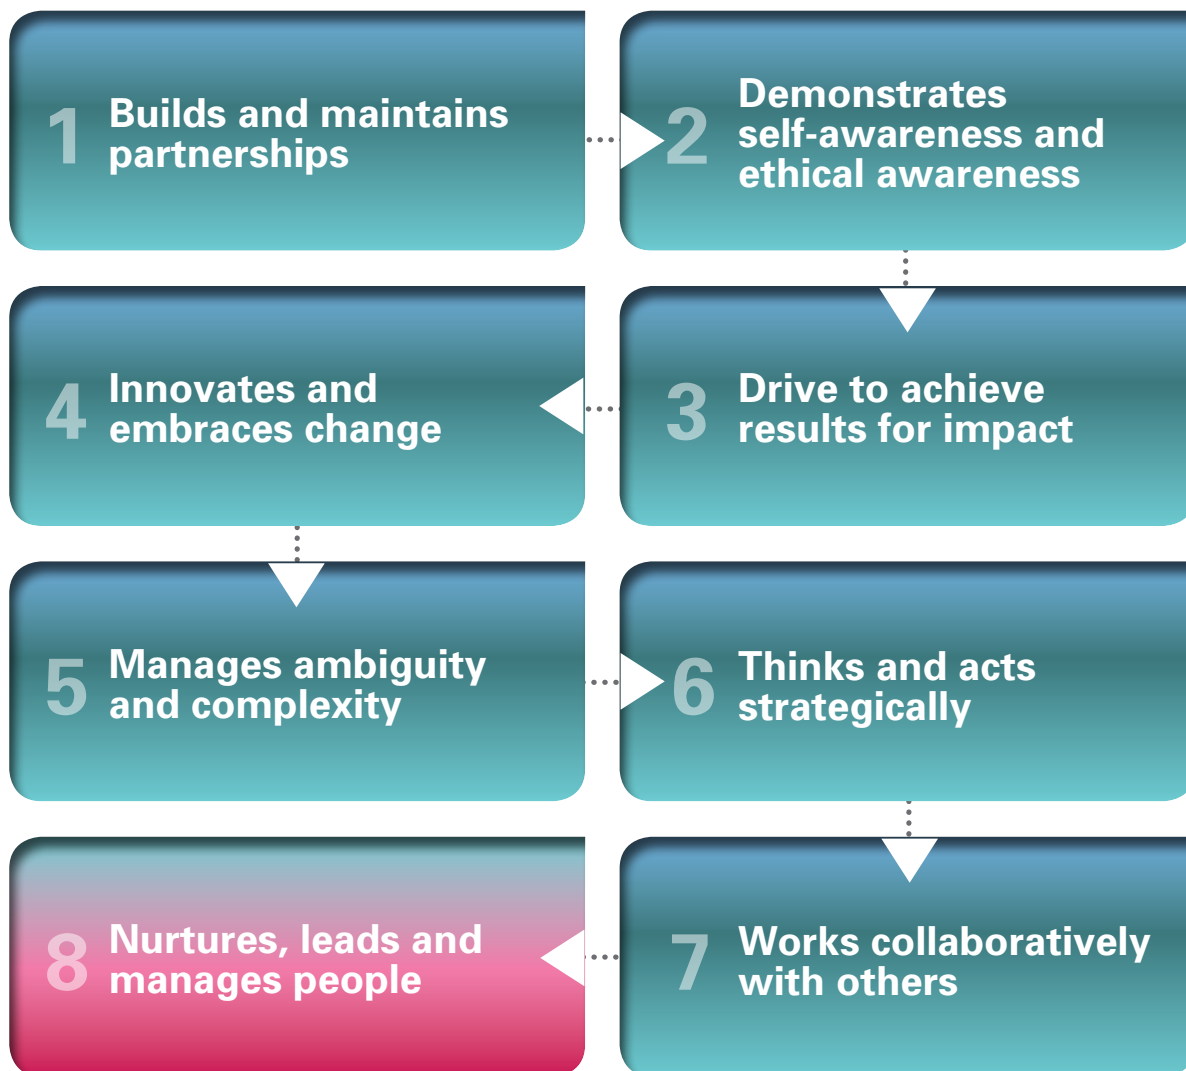 1
Builds and maintains
partnerships
2
Demonstrates
self-awareness and
ethical awareness
3
Drive to achieve
results for impact
4
Innovates and
embraces change
5
Manages ambiguity
and complexity
6
Thinks and acts
strategically
7
Works collaboratively
with others
8
Nurtures, leads and
manages people